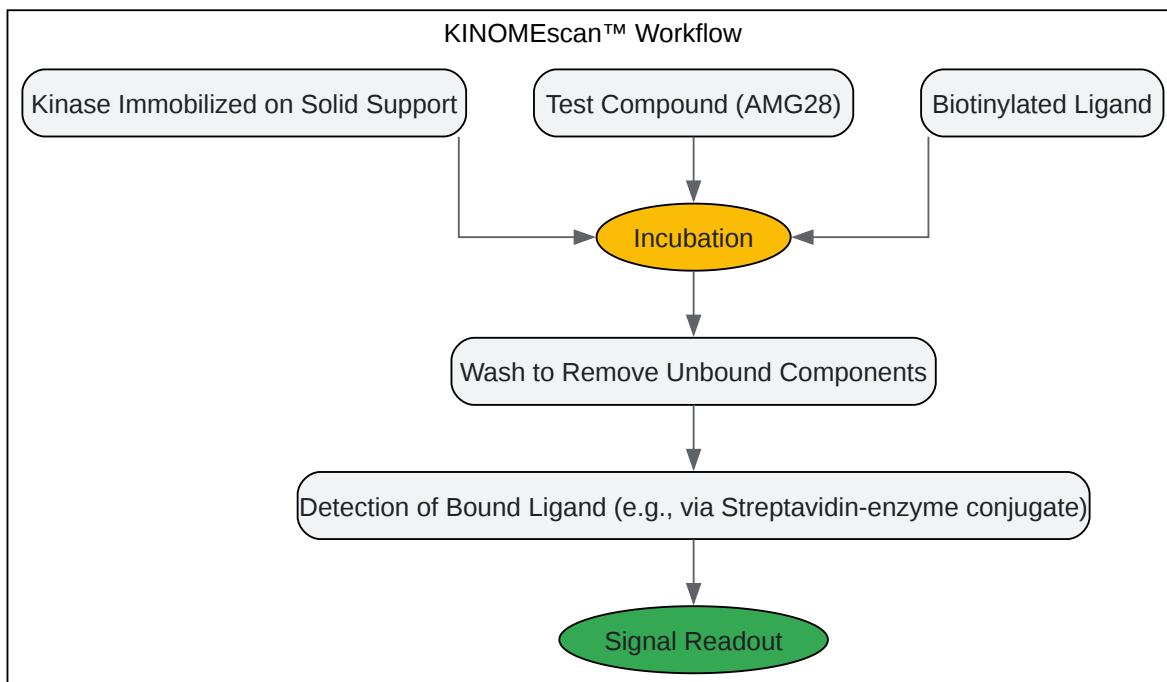 KINOMEscan™ Workflow
Kinase Immobilized on Solid Support
Test Compound (AMG28)
Biotinylated Ligand
Incubation
Wash to Remove Unbound Components
Detection of Bound Ligand (e.g., via Streptavidin-enzyme conjugate)
Signal Readout